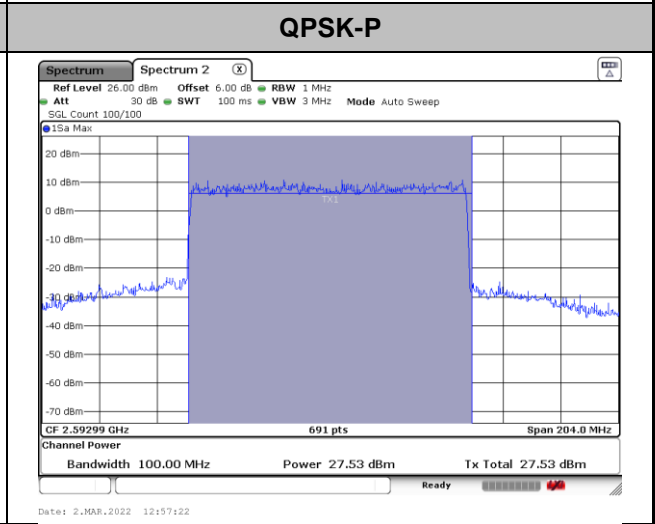 QPSK-P
Spectrum Spectrum 2 X
Ref Level 26.00 dBm Offset 6.00 dB RBW 1 MHz
Att 30 dB SWT 100 ms VBW 3 MHz Mode Auto Sweep
SGL Count 100/100
1Sa Max
20 dBm
10 dBm
TX1
0 dBm
-10 dBm
-20 dBm
-30 dBm
-40 dBm
-50 dBm
-60 dBm
-70 dBm
CF 2.59299 GHz 691 pts Span 204.0 MHz
Channel Power
Bandwidth 100.00 MHz Power 27.53 dBm Tx Total 27.53 dBm
Ready
Date: 2.MAR.2022 12:57:22